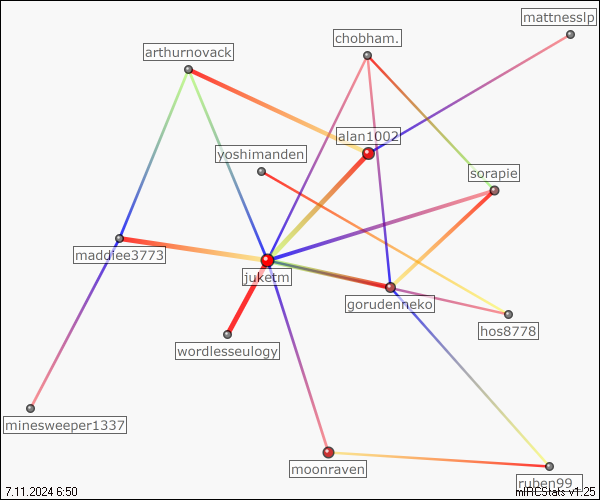 mattnesslp
chobham.
arthurnovack
alan1002
yoshimanden
sorapie
maddiee3773
juketm
gorudenneko
hos8778
wordlesseulogy
minesweeper1337
moonraven
ruben99_
7.11.2024 6:50
mIRCStats v1.25